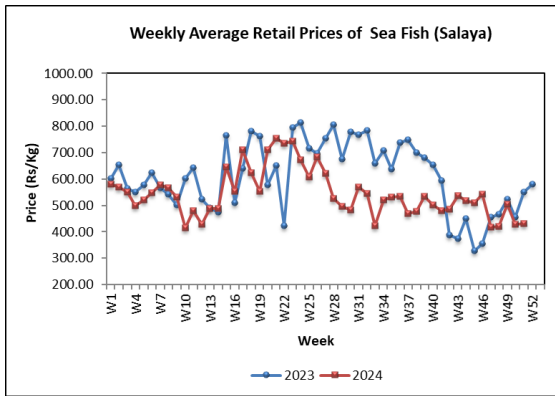 Weekly Average Retail Prices of Sea Fish (Salaya)
1000.00
900.00
800.00
700.00
600.00
500.00
400.00
300.00
200.00
Price (Rs/Kg)
W1
W4
W7
W10
W13
W16
W19
W22
W25
W28
W31
W34
W37
W40
W43
W46
W49
W52
Week
2023
2024